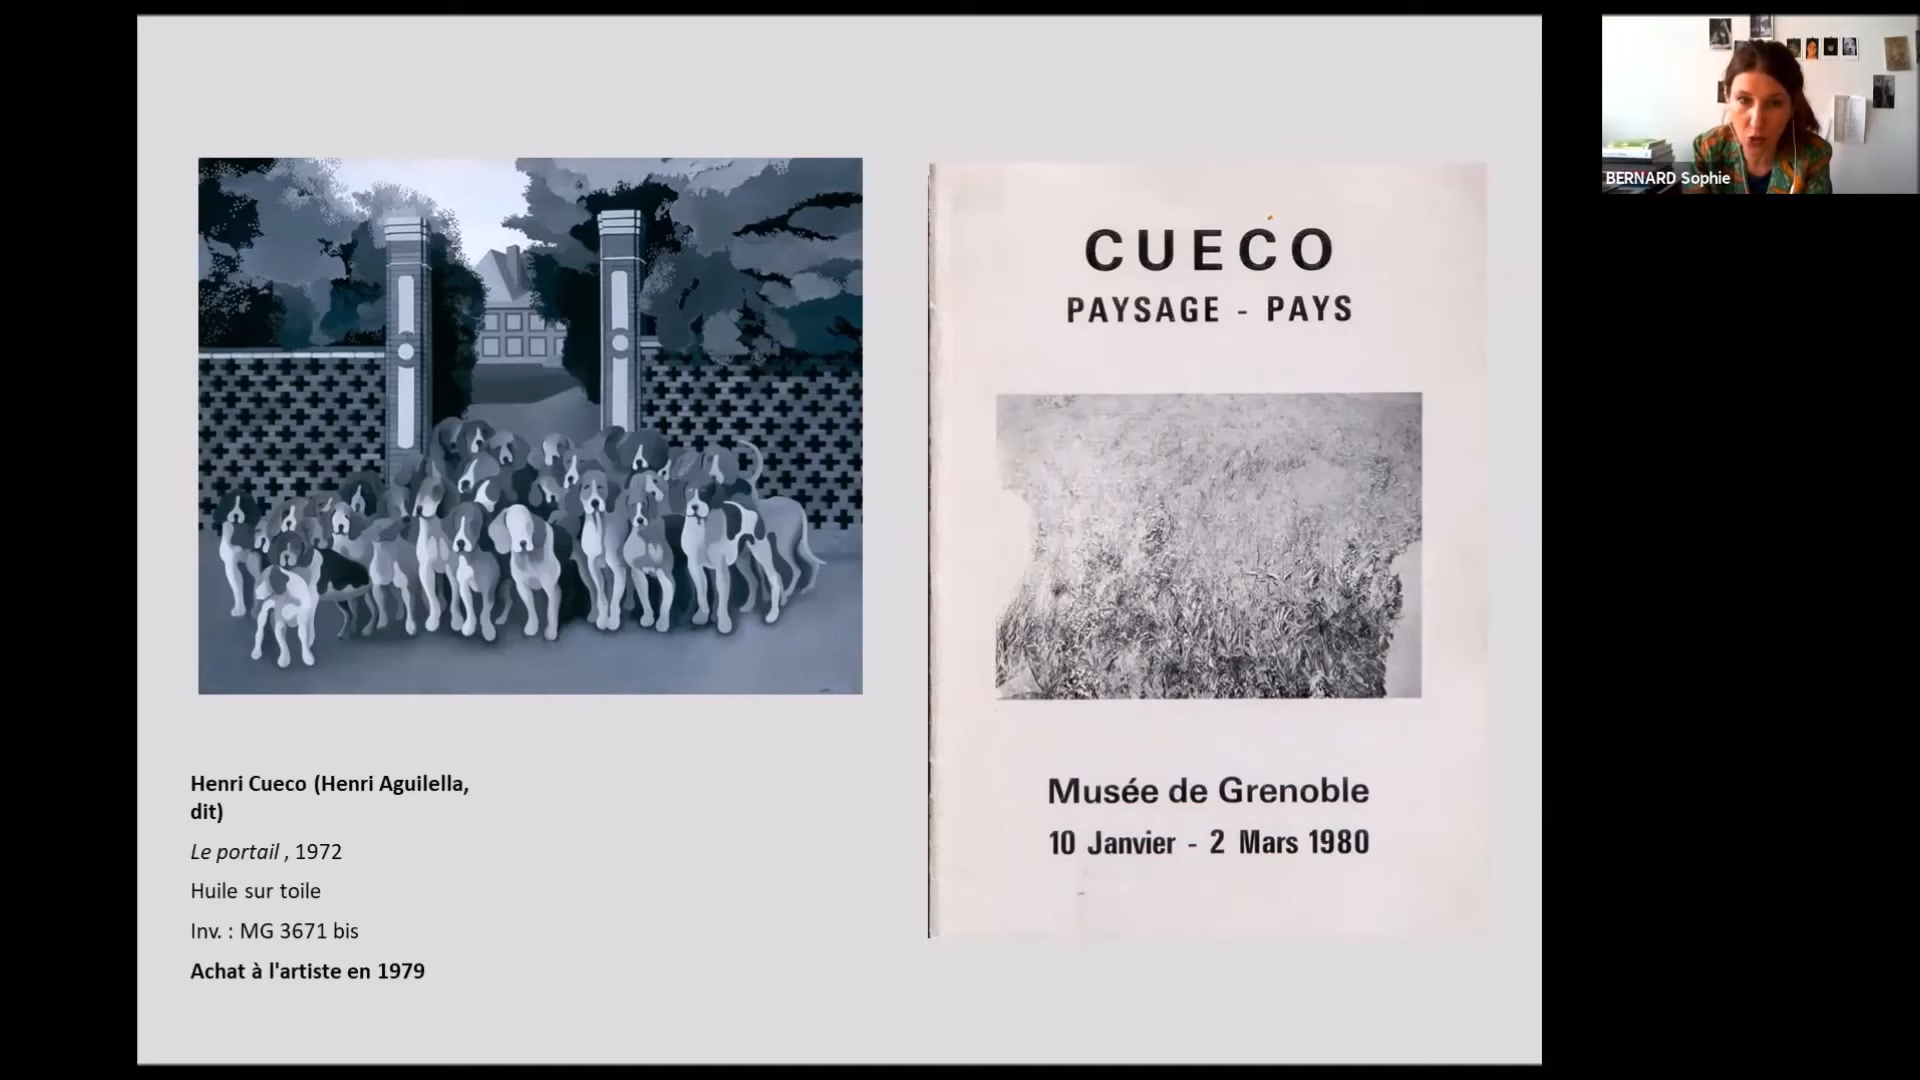 CUECO
PAYSAGE - PAYS
Musée de Grenoble
10 Janvier - 2 Mars 1980
Henri Cueco (Henri Aguilella,
dit)
Le portail , 1972
Huile sur toile
Inv. : MG 3671 bis
Achat à l'artiste en 1979
BERNARD Sophie